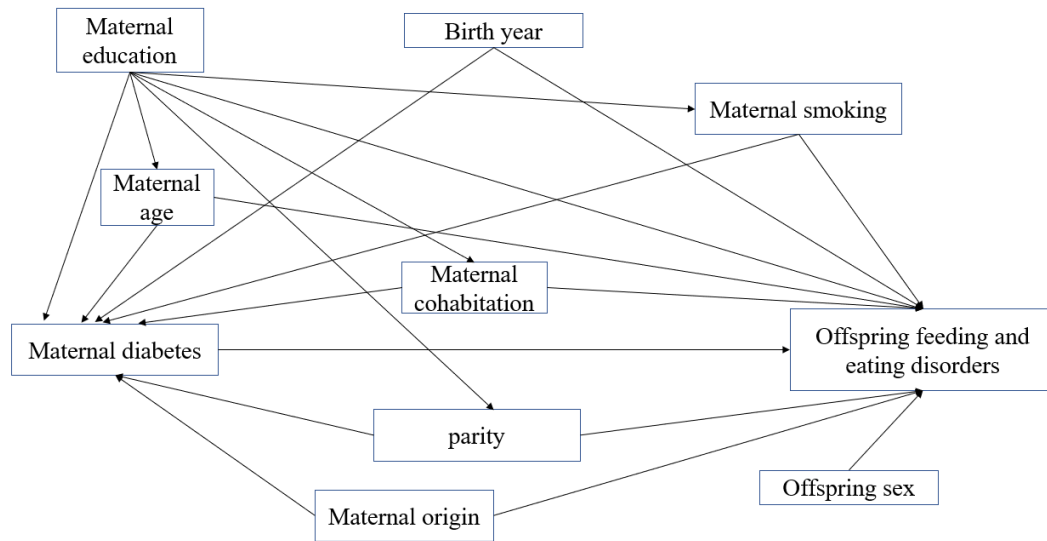 Maternal
education
Birth year
Maternal smoking
Maternal
age
Maternal
cohabitation
Maternal diabetes
Offspring feeding and
eating disorders
parity
Offspring sex
Maternal origin